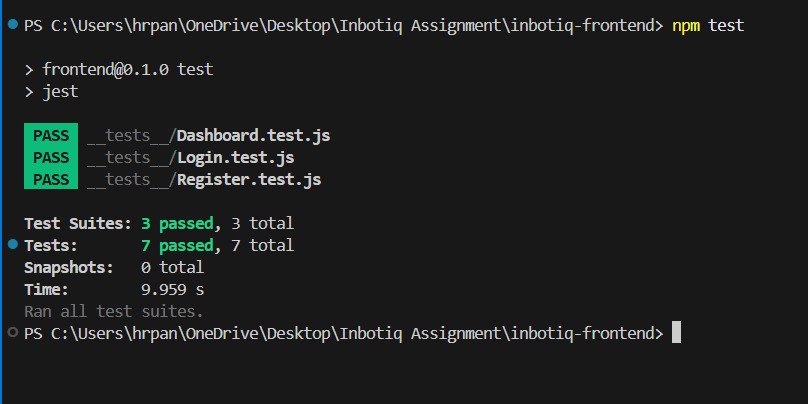 PS C:\Users\hrpan\OneDrive\Desktop\Inbotiq Assignment\inbotiq-frontend> npm test
> frontend@0.1.0 test
> jest
PASS __tests__/Dashboard.test.js
PASS __tests__/Login.test.js
PASS __tests__/Register.test.js
Test Suites: 3 passed, 3 total
Tests: 7 passed, 7 total
Snapshots: 0 total
Time: 9.959 s
Ran all test suites.
PS C:\Users\hrpan\OneDrive\Desktop\Inbotiq Assignment\inbotiq-frontend>